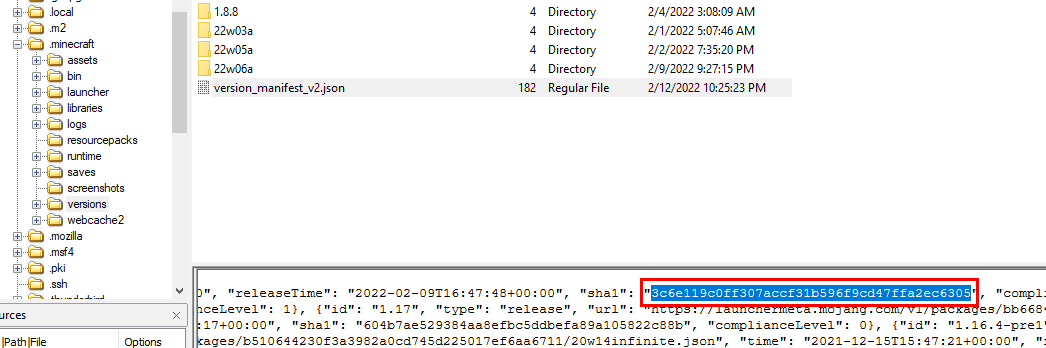 .local
.m2
.minecraft
assets
bin
launcher
libraries
logs
resourcepacks
runtime
saves
screenshots
versions
webcache2
.mozilla
.msf4
.pki
.ssh
ources
|Path|File Options
1.8.8 4 Directory 2/4/2022 3:08:09 AM
22w03a 4 Directory 2/1/2022 5:07:46 AM
22w05a 4 Directory 2/2/2022 7:35:20 PM
22w06a 4 Directory 2/9/2022 9:27:15 PM
version_manifest_v2.json 182 Regular File 2/12/2022 10:25:23 PM
0", "releaseTime": "2022-02-09T16:47:48+00:00", "sha1": "3c6e119c0ff307accf31b596f9cd47ffa2ec6305", "compli
anceLevel": 1}, {"id": "1.17", "type": "release", "url": "https://launchermeta.mojang.com/v1/packages/bb6684
:17+00:00", "sha1": "604b7ae529384aa8efbc5ddbefa89a105822c88b", "complianceLevel": 0}, {"id": "1.16.4-pre1"
kages/b510644230f3a3982a0cd745d225017ef6aa6711/20w14infinite.json", "time": "2021-12-15T15:47:21+00:00",